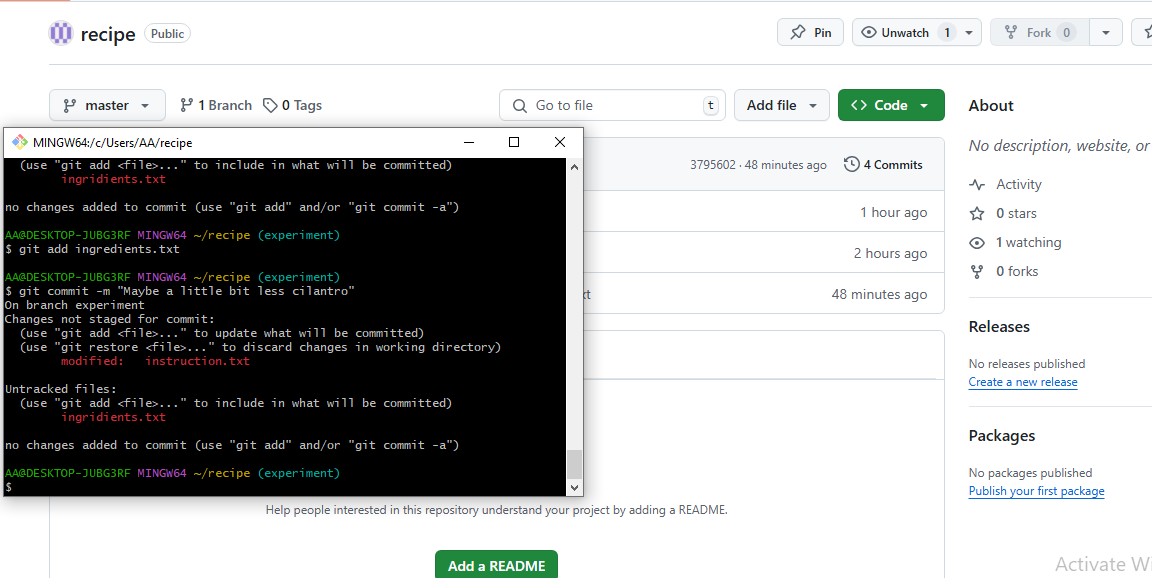 recipe Public
Pin
Unwatch 1
Fork 0
master
1 Branch
0 Tags
Go to file t
Add file
Code
About
No description, website, or
Activity
0 stars
1 watching
0 forks
Releases
No releases published
Create a new release
Packages
No packages published
Publish your first package
3795602 · 48 minutes ago
4 Commits
1 hour ago
2 hours ago
48 minutes ago
MINGW64:/c/Users/AA/recipe
(use "git add <file>..." to include in what will be committed)
ingridients.txt
no changes added to commit (use "git add" and/or "git commit -a")
AA@DESKTOP-JUBG3RF MINGW64 ~/recipe (experiment)
$ git add ingredients.txt
AA@DESKTOP-JUBG3RF MINGW64 ~/recipe (experiment)
$ git commit -m "Maybe a little bit less cilantro"
On branch experiment
Changes not staged for commit:
(use "git add <file>..." to update what will be committed)
(use "git restore <file>..." to discard changes in working directory)
modified: instruction.txt
Untracked files:
(use "git add <file>..." to include in what will be committed)
ingridients.txt
no changes added to commit (use "git add" and/or "git commit -a")
AA@DESKTOP-JUBG3RF MINGW64 ~/recipe (experiment)
$
Help people interested in this repository understand your project by adding a README.
Add a README
Activate Wi